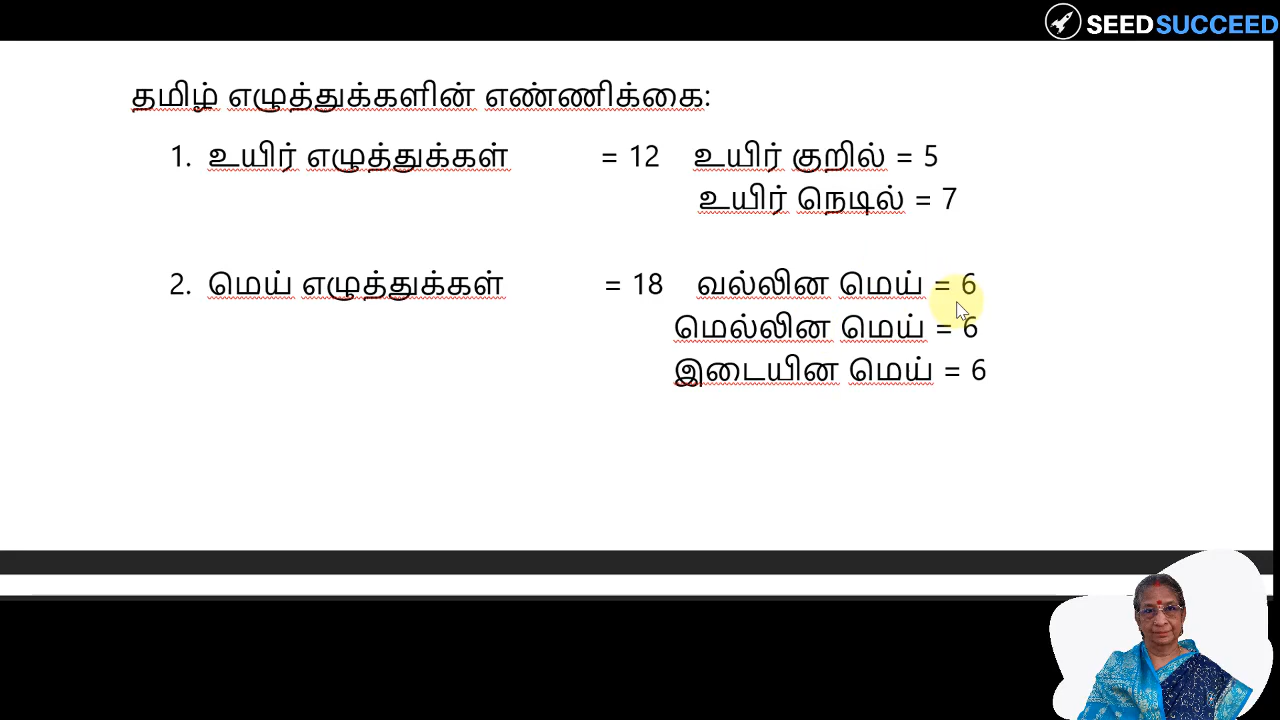 SEEDSUCCEED
தமிழ் எழுத்துக்களின் எண்ணிக்கை:
1. உயிர் எழுத்துக்கள் = 12 உயிர் குறில் = 5
உயிர் நெடில் = 7
2. மெய் எழுத்துக்கள் = 18 வல்லின மெய் = 6
மெல்லின மெய் = 6
இடையின மெய் = 6